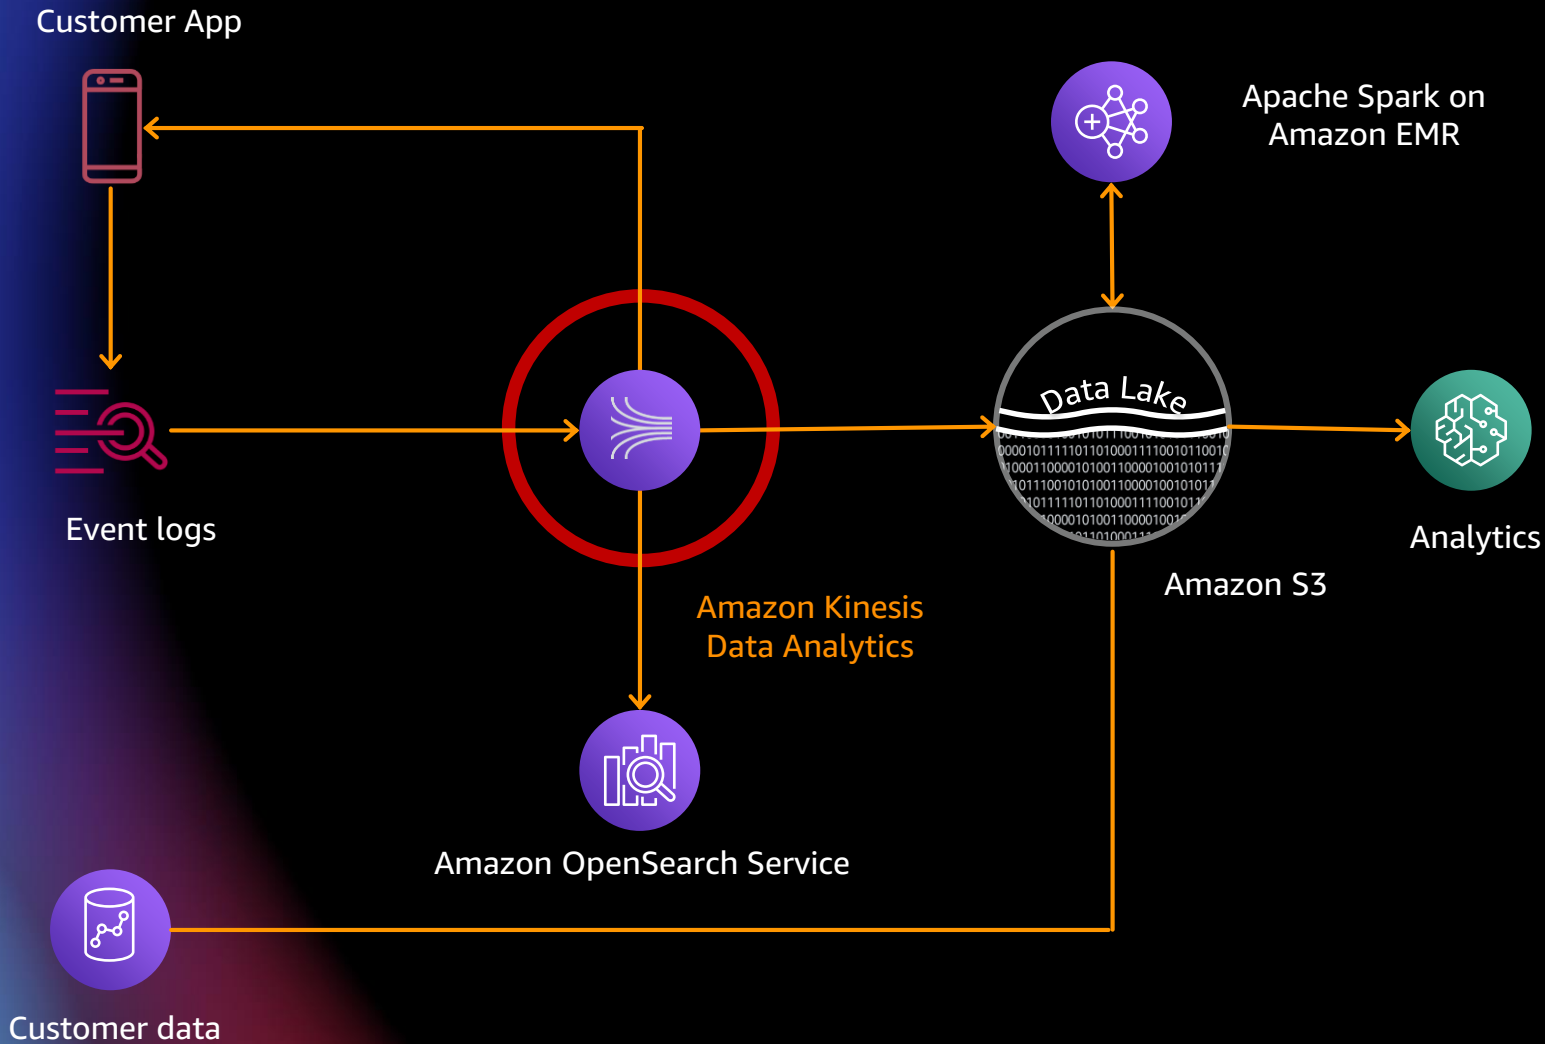 Customer App
Apache Spark on
Amazon EMR
Data Lake
0000101111101101000111110010110010
Event logs
Analytics
Amazon S3
Amazon Kinesis
Data Analytics
Amazon OpenSearch Service
Customer data